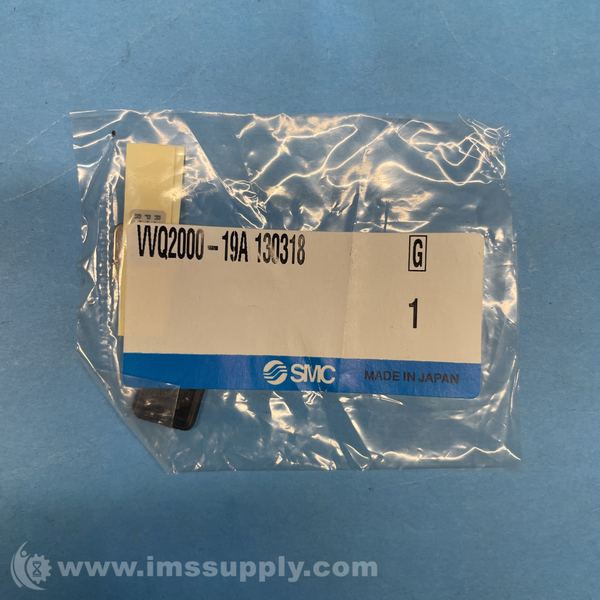 VVQ2000-19A 130318
G
1
SMC
MADE IN JAPAN
www.imssupply.com